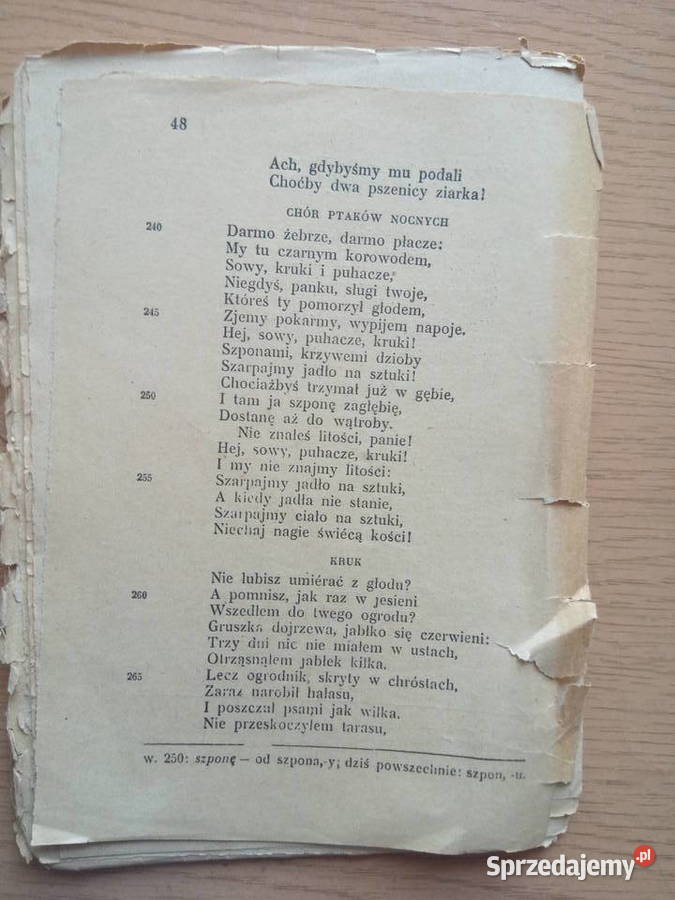 48
Ach, gdybyśmy mu podali
Choćby dwa pszenicy ziarka!
CHÓR PTAKÓW NOCNYCH
240 Darmo żebrze, darmo płacze:
My tu czarnym korowodem,
Sowy, kruki i puhacze,
Niegdyś, panku, sługi twoje,
Któreś ty pomorzył głodem,
245 Zjemy pokarmy, wypijem napoje.
Hej, sowy, puhacze, kruki!
Szponami, krzywemi dzioby
Szarpajmy jadło na sztuki!
Chociażbyś trzymał już w gębie,
250 I tam ja szponę zagłębię,
Dostanę aż do wątroby.
Nie znałeś litości, panie!
Hej, sowy, puhacze, kruki!
I my nie znajmy litości:
255 Szarpajmy jadło na sztuki,
A kiedy jadła nie stanie,
Szarpajmy ciało na sztuki,
Niechaj nagie świécą kości!
KRUK
Nie lubisz umiérać z głodu?
260 A pomnisz, jak raz w jesieni
Wszedłem do twego ogrodu?
Gruszka dojrzewa, jabłko się czerwieni:
Trzy dni nic nie miałem w ustach,
Otrząsnąłem jabłek kilka.
265 Lecz ogrodnik, skryty w chróstach,
Zaraz narobił hałasu,
I poszczał psami jak wilka.
Nie przeskoczyłem tarasu,
w. 250: szponę — od szpona,-y; dziś powszechnie: szpon, -u.
Sprzedajemy.pl